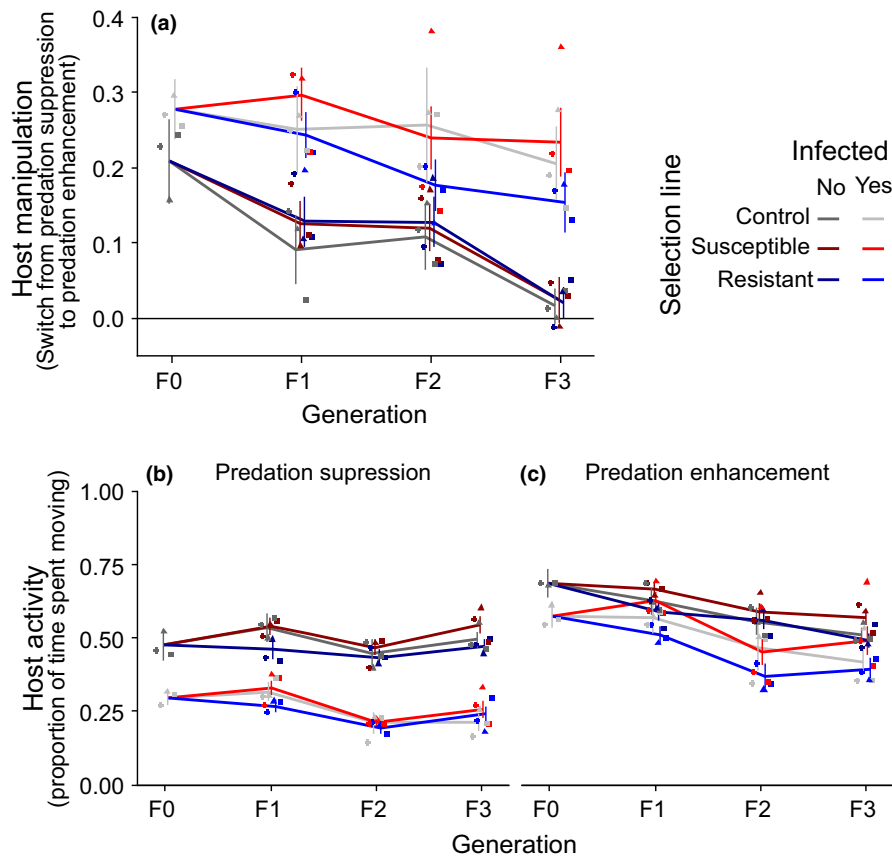 (a)
Host manipulation
(Switch from predation suppression
to predation enhancement)
0.4
0.3
0.2
0.1
0.0
F0 F1 F2 F3
Generation
Selection line
Infected
No Yes
Control
Susceptible
Resistant
(b) Predation supression
(c) Predation enhancement
Host activity
(proportion of time spent moving)
1.00
0.75
0.50
0.25
0.00
F0 F1 F2 F3 F0 F1 F2 F3
Generation